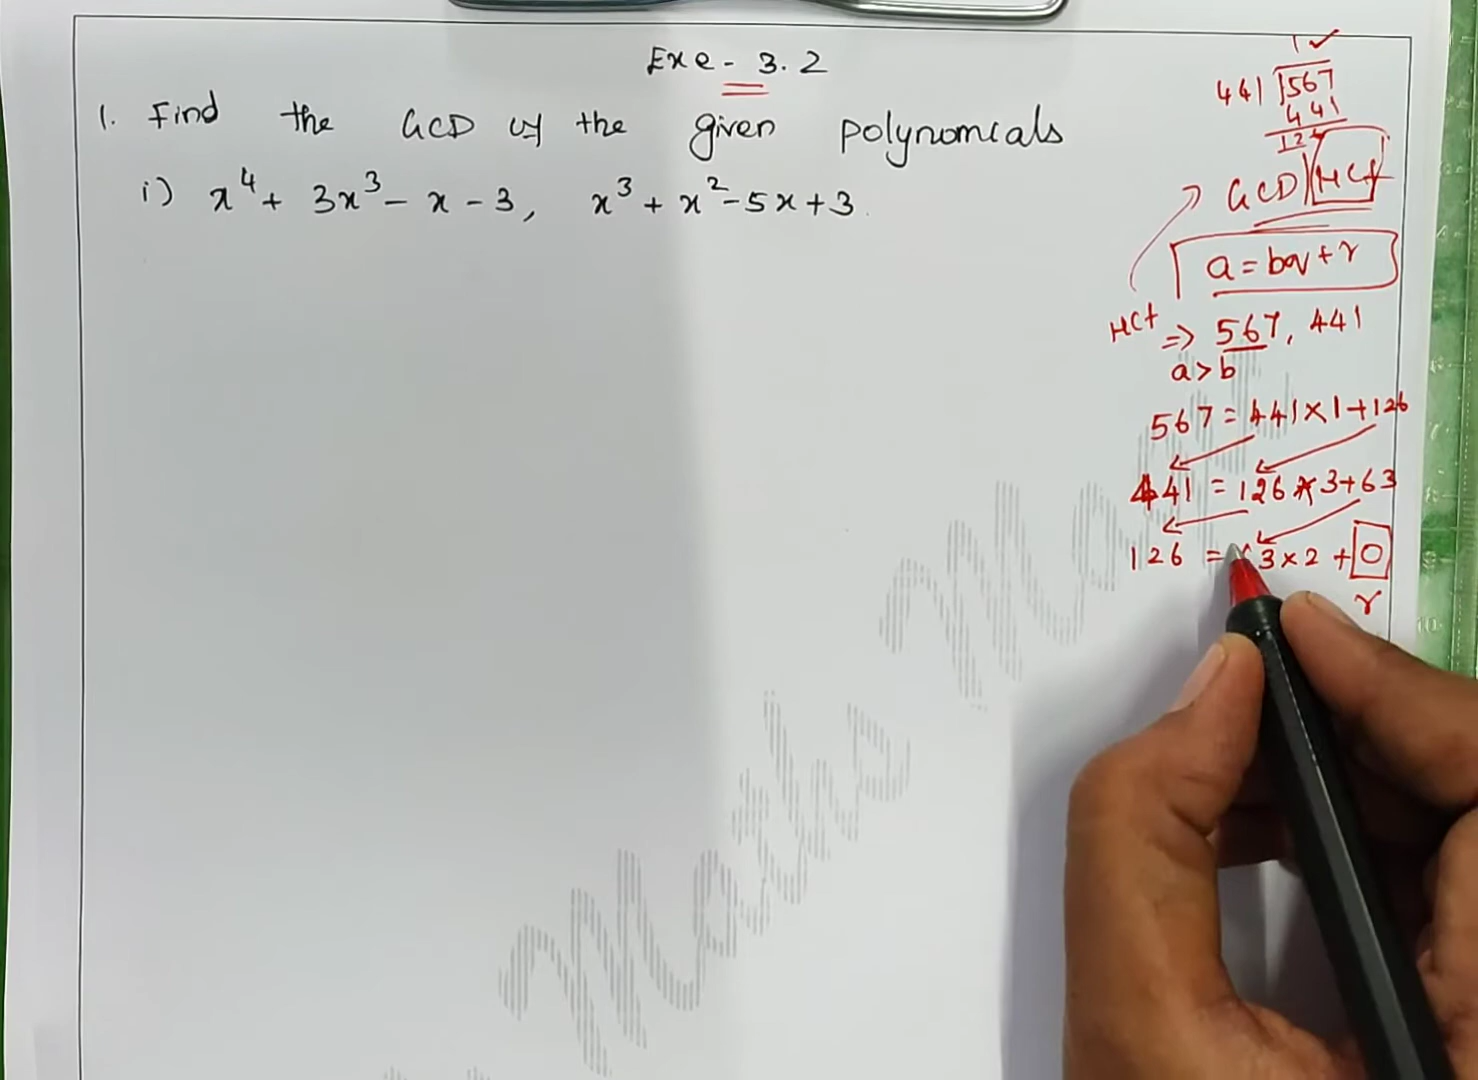 Exe - 3.2
1. Find the GCD of the given polynomials
i) x⁴ + 3x³ - x - 3, x³ + x² - 5x + 3
1 ✓
441 567
441
126
GCD HCF
a = bq + r
HCF => 567, 441
a > b
567 = 441 × 1 + 126
441 = 126 × 3 + 63
126 = 63 × 2 + 0
r
Maths